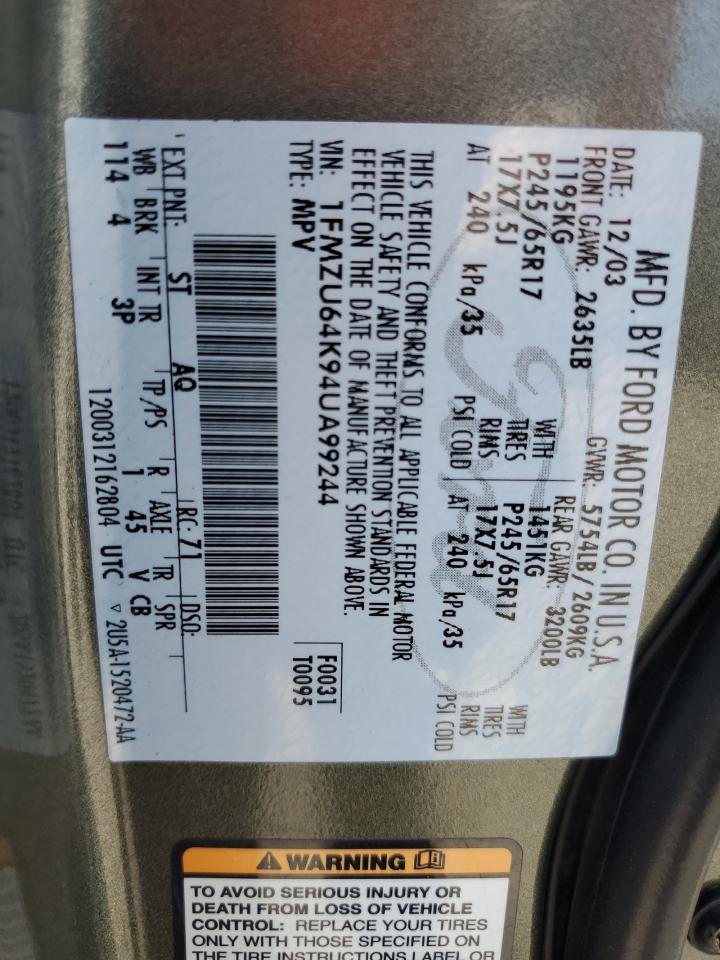 MFD. BY FORD MOTOR CO. IN U.S.A.
DATE: 12/03 GVWR: 5754LB / 2609KG
FRONT GAWR: 2635LB REAR GAWR: 3200LB
1195KG WITH 1451KG WITH
P245/65R17 TIRES P245/65R17 TIRES
17X7.5J RIMS 17X7.5J RIMS
AT 240 kPa/35 PSI COLD AT 240 kPa/35 PSI COLD
THIS VEHICLE CONFORMS TO ALL APPLICABLE FEDERAL MOTOR
VEHICLE SAFETY AND THEFT PREVENTION STANDARDS IN
EFFECT ON THE DATE OF MANUFACTURE SHOWN ABOVE.
VIN: 1FMZU64K94UA99244 F0031
TYPE: MPV T0095
EXT PNT: ST AQ RC: 71 DSO:
WB BRK INT TR TP/PS R AXLE TR SPR
114 4 3P 1 45 V CB
1200312162804 UTC ▽ 2U5A-1520472-AA
⚠ WARNING
TO AVOID SERIOUS INJURY OR
DEATH FROM LOSS OF VEHICLE
CONTROL: REPLACE YOUR TIRES
ONLY WITH THOSE SPECIFIED ON
THE TIRE INSTRUCTIONS LABEL OR